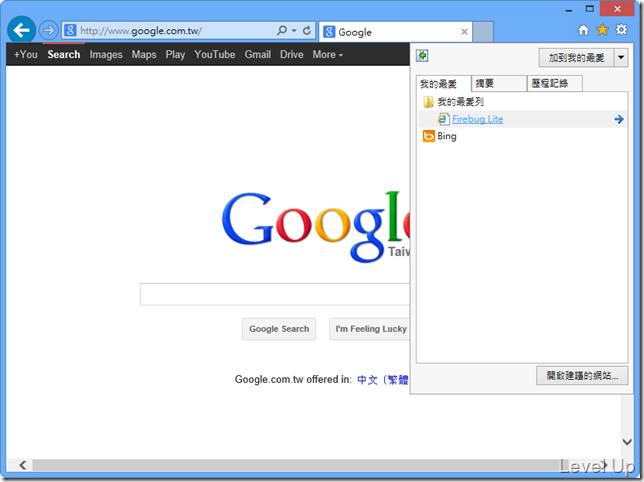 http://www.google.com.tw/
Google
+You Search Images Maps Play YouTube Gmail Drive More
加到我的最愛
我的最愛 摘要 歷程記錄
我的最愛列
Firebug Lite
Bing
Google
Taiw
Google Search I'm Feeling Lucky
Google.com.tw offered in: 中文 (繁體
開啟建議的網站...
Level Up